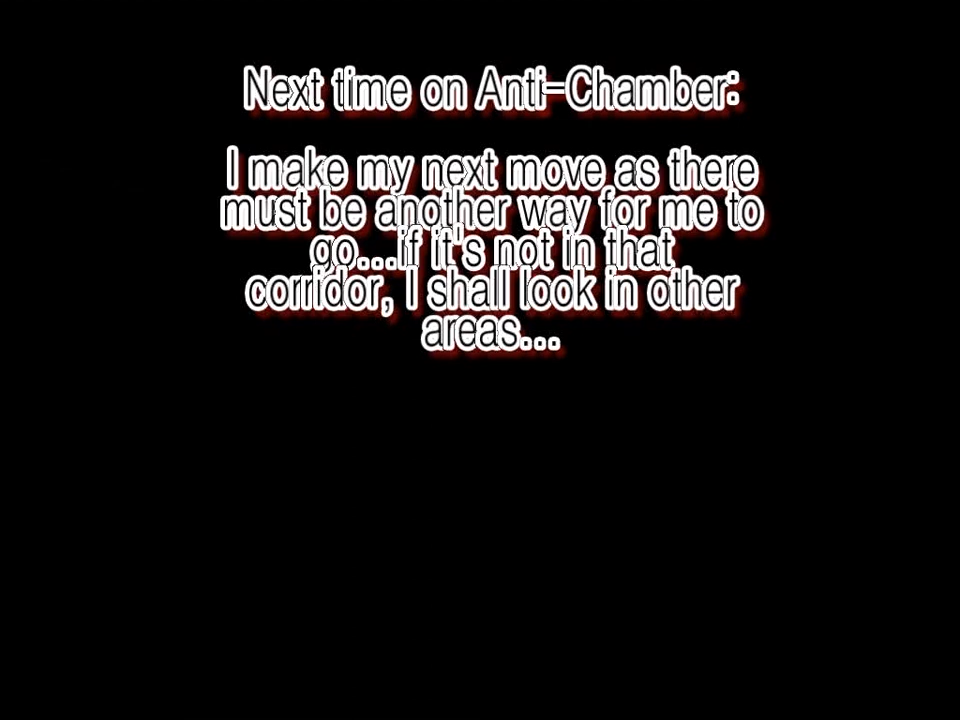 Next time on Anti-Chamber:
I make my next move as there
must be another way for me to
go...if it's not in that
corridor, I shall look in other
areas...